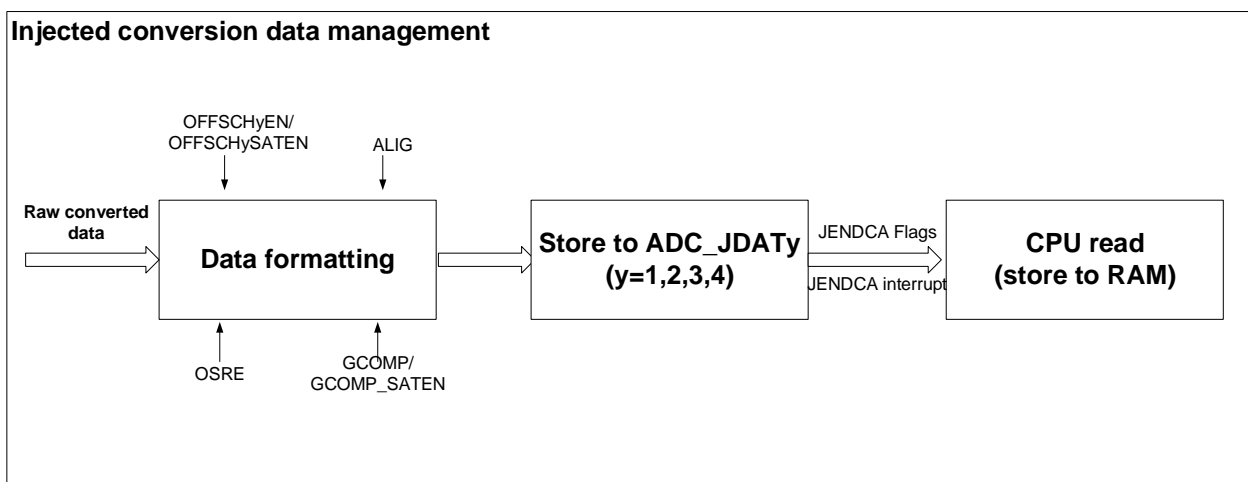 Injected conversion data management
OFFSCHyEN/
OFFSCHySATEN
ALIG
Raw converted
data
Data formatting
Store to ADC_JDATy
(y=1,2,3,4)
JENDCA Flags
JENDCA interrupt
CPU read
(store to RAM)
OSRE
GCOMP/
GCOMP_SATEN